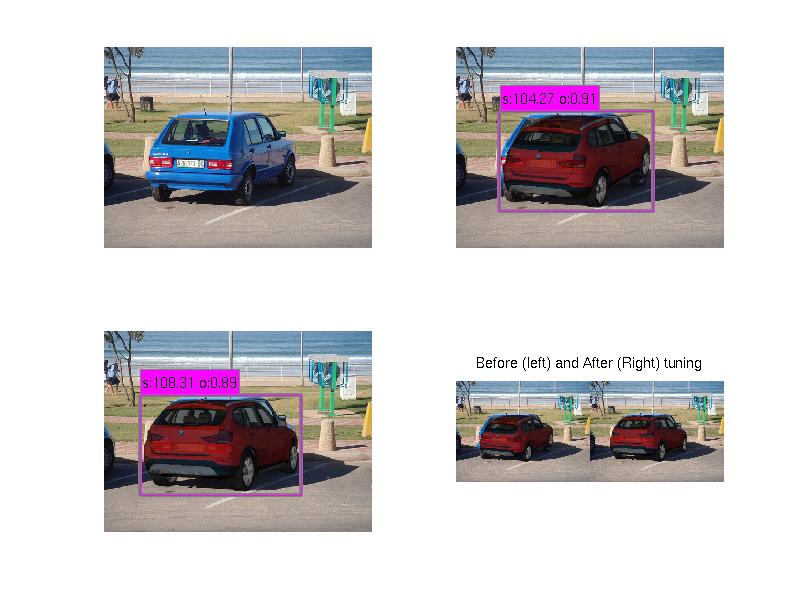 s:104.27 o:0.91
s:108.31 o:0.89
Before (left) and After (Right) tuning